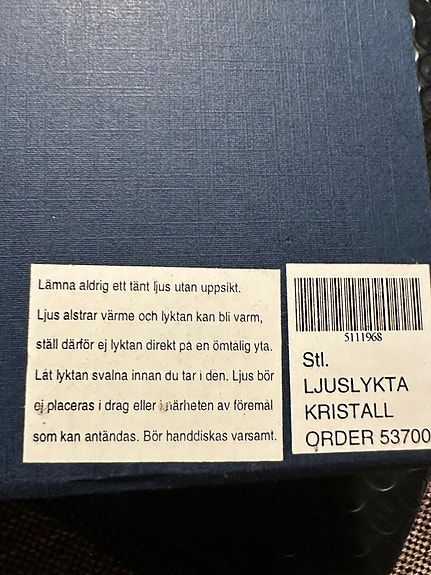 Lämna aldrig ett tänt ljus utan uppsikt.
Ljus alstrar värme och lyktan kan bli varm,
ställ därför ej lyktan direkt på en ömtålig yta.
Låt lyktan svalna innan du tar i den. Ljus bör
ej placeras i drag eller i närheten av föremål
som kan antändas. Bör handdiskas varsamt.
5111968
Stl.
LJUSLYKTA
KRISTALL
ORDER 53700